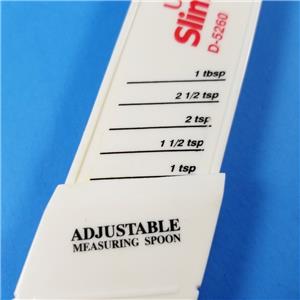 Slim
D-5260
1 tbsp
2 1/2 tsp
2 tsp
1 1/2 tsp
1 tsp
ADJUSTABLE
MEASURING SPOON